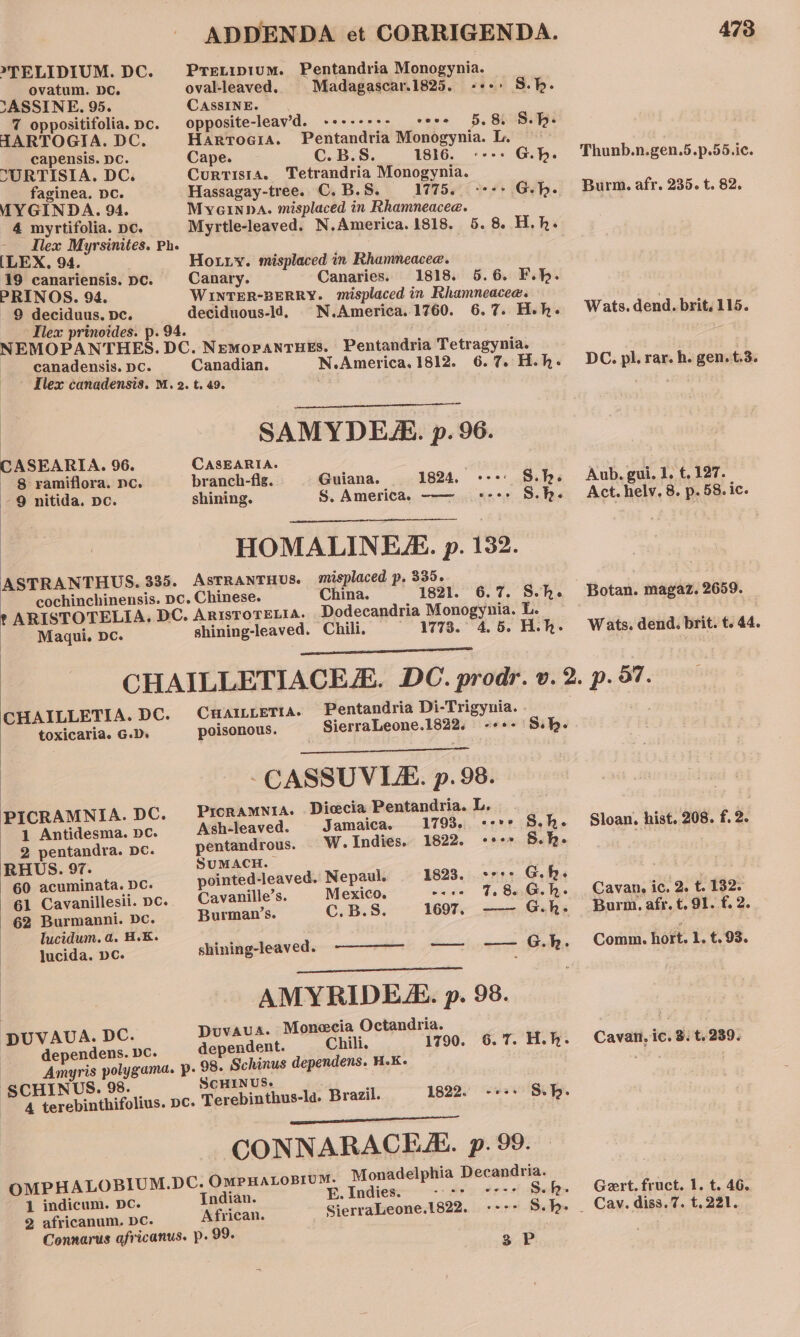 ADDENDA et CORRIGENDA. 473
TELIDIUM. DC. PTELIDIUM. Pentandria Monogynia.
ovatum. DC. oval-leaved. Madagascar.1825. .... S.♄.
CASSINE. 95. CASSINE.
7 oppositifolia. DC. opposite-leav'd. ........ .... 5.8. S.♄.
HARTOGIA. DC. HARTOGIA. Pentandria Monogynia. L.
capensis. DC. Cape. C.B.S. 1816. .... G.♄. Thunb.n.gen.5.p.55.ic.
CURTISIA. DC. CURTISIA. Tetrandria Monogynia.
faginea. DC. Hassagay-tree. C.B.S. 1775. .... G.♄. Burm. afr. 235. t. 82.
MYGINDA. 94. MYGINDA. misplaced in Rhamneaceæ.
4 myrtifolia. DC. Myrtle-leaved. N.America. 1818. 5.8. H.♄.
Ilex Myrsinites. Ph.
ILEX. 94. HOLLY. misplaced in Rhamneaceæ.
19 canariensis. DC. Canary. Canaries. 1818. 5.6. F.♄.
PRINOS. 94. WINTER-BERRY. misplaced in Rhamneaceæ.
9 deciduus. DC. deciduous-ld. N.America. 1760. 6.7. H.♄. Wats. dend. brit. 115.
Ilex prinoides. p. 94.
NEMOPANTHES. DC. NEMOPANTHES. Pentandria Tetragynia.
canadensis. DC. Canadian. N.America. 1812. 6.7. H.♄. DC. pl. rar. h. gen. t.3.
Ilex canadensis. M. 2. t. 49.
SAMYDEÆ. p. 96.
CASEARIA. 96. CASEARIA.
8 ramiflora. DC. branch-flg. Guiana. 1824. .... S.♄. Aub. gui. 1. t. 127.
9 nitida. DC. shining. S. America. —— .... S.♄. Act. helv. 8. p. 58. ic.
HOMALINEÆ. p. 132.
ASTRANTHUS. 335. ASTRANTHUS. misplaced p. 335.
cochinchinensis. DC. Chinese. China. 1821. 6.7. S.♄. Botan. magaz. 2659.
† ARISTOTELIA. DC. ARISTOTELIA. Dodecandria Monogynia. L.
Maqui. DC. shining-leaved. Chili. 1773. 4.5. H.♄. Wats. dend. brit. t. 44.
CHAILLETIACEÆ. DC. prodr. v. 2. p. 57.
CHAILLETIA. DC. CHAILLETIA. Pentandria Di-Trigynia.
toxicaria. G.D. poisonous. SierraLeone.1822. .... S.♄.
CASSUVIÆ. p. 98.
PICRAMNIA. DC. PICRAMNIA. Diœcia Pentandria. L.
1 Antidesma. DC. Ash-leaved. Jamaica. 1793. .... S.♄. Sloan. hist. 208. f. 2.
2 pentandra. DC. pentandrous. W. Indies. 1822. .... S.♄.
RHUS. 97. SUMACH.
60 acuminata. DC. pointed-leaved. Nepaul. 1823. .... G.♄.
61 Cavanillesii. DC. Cavanille's. Mexico. .... 7.8. G.♄. Cavan. ic. 2. t. 132.
62 Burmanni. DC. Burman's. C.B.S. 1697. —— G.♄. Burm. afr. t. 91. f. 2.
lucidum. α. H.K.
lucida. DC. shining-leaved. ——— —— —— G.♄. Comm. hort. 1. t. 93.
AMYRIDEÆ. p. 98.
DUVAUA. DC. DUVAUA. Monœcia Octandria.
dependens. DC. dependent. Chili. 1790. 6.7. H.♄. Cavan. ic. 3. t. 239.
Amyris polygama. p. 98. Schinus dependens. H.K.
SCHINUS. 98. SCHINUS.
4 terebinthifolius. DC. Terebinthus-ld. Brazil. 1822. .... S.♄.
CONNARACEÆ. p. 99.
OMPHALOBIUM.DC. OMPHALOBIUM. Monadelphia Decandria.
1 indicum. DC. Indian. E. Indies. .... .... S.♄. Gært. fruct. 1. t. 46.
2 africanum. DC. African. SierraLeone.1822. .... S.♄. Cav. diss. 7. t. 221.
Connarus africanus. p. 99.
3 P